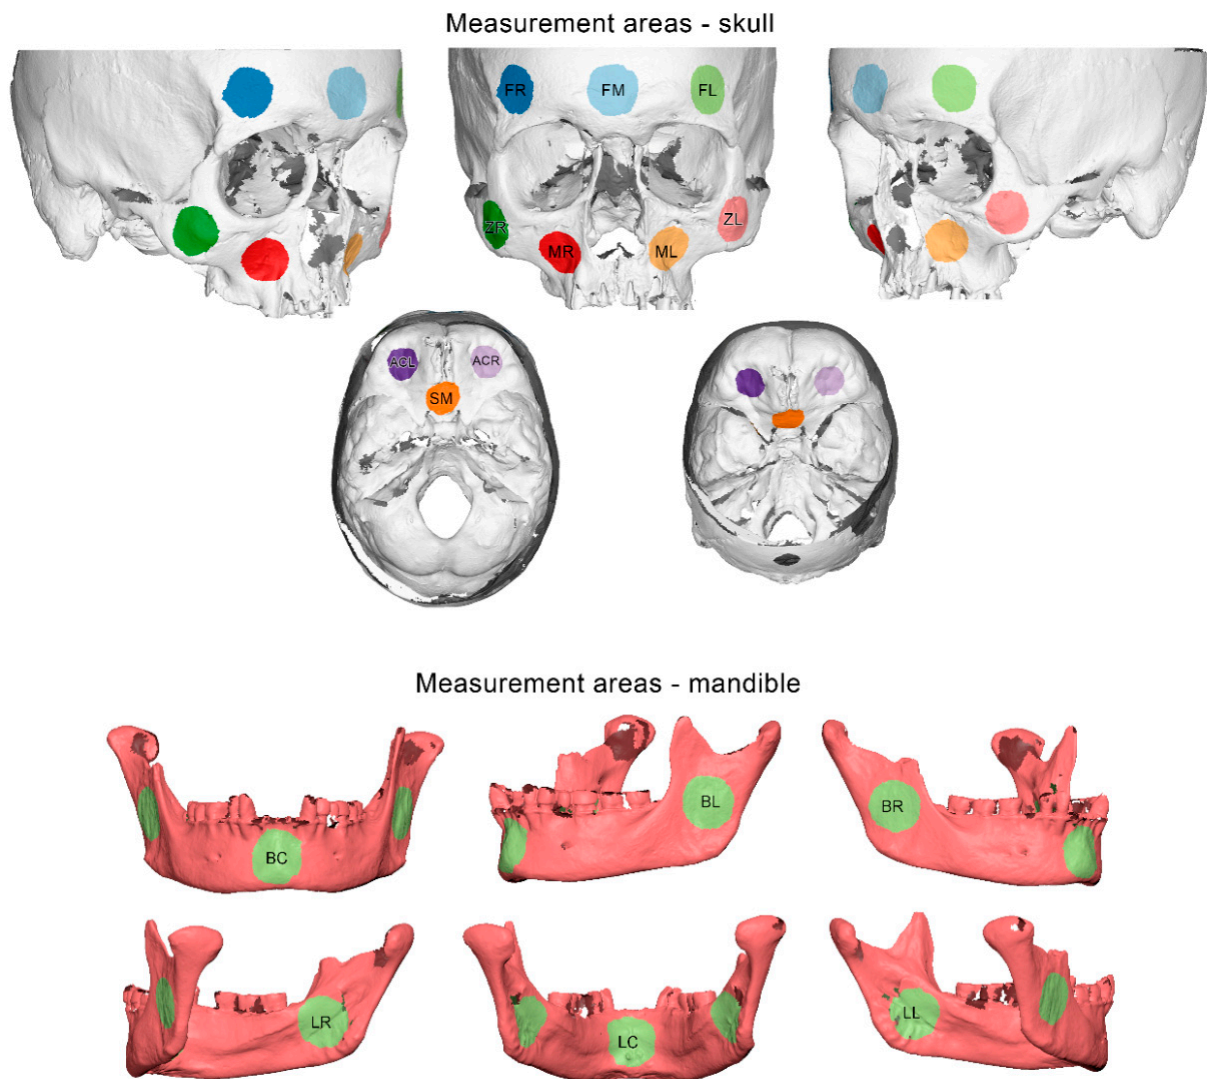 Measurement areas - skull
FR FM FL
ZR ZL
MR ML
ACL ACR
SM
Measurement areas - mandible
BC BL BR
LR LC LL